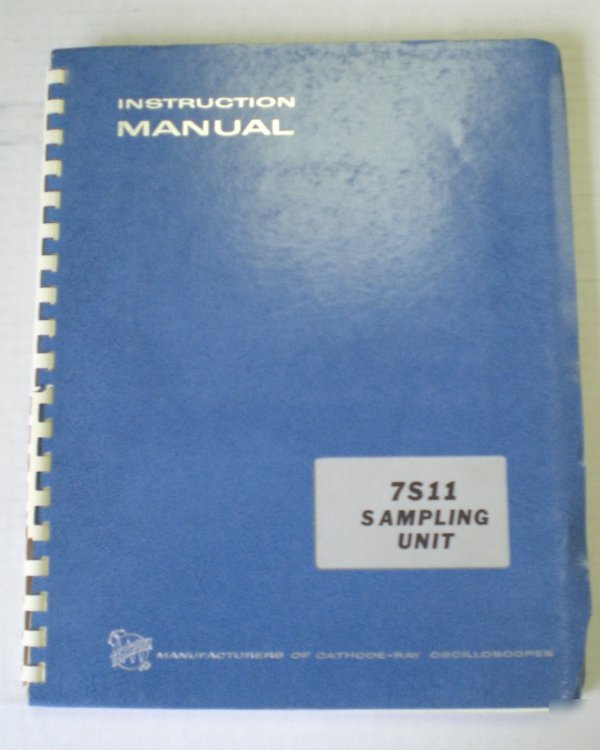 INSTRUCTION
MANUAL
7S11
SAMPLING
UNIT
MANUFACTURERS OF CATHODE-RAY OSCILLOSCOPES